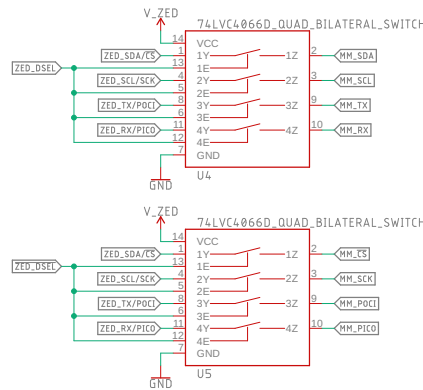 V_ZED
74LVC4066D_QUAD_BILATERAL_SWITCH
14 VCC
ZED_SDA/C̅S̅ 1 1Y 1Z 2 MM_SDA
ZED_DSEL 13 1E
ZED_SCL/SCK 4 2Y 2Z 3 MM_SCL
5 2E
ZED_TX/POCI 8 3Y 3Z 9 MM_TX
6 3E
ZED_RX/PICO 11 4Y 4Z 10 MM_RX
12 4E
7 GND
GND
U4
V_ZED
74LVC4066D_QUAD_BILATERAL_SWITCH
14 VCC
ZED_SDA/C̅S̅ 1 1Y 1Z 2 MM_C̅S̅
Z̅E̅D̅_̅D̅S̅E̅L̅ 13 1E
ZED_SCL/SCK 4 2Y 2Z 3 MM_SCK
5 2E
ZED_TX/POCI 8 3Y 3Z 9 MM_POCI
6 3E
ZED_RX/PICO 11 4Y 4Z 10 MM_PICO
12 4E
7 GND
GND
U5